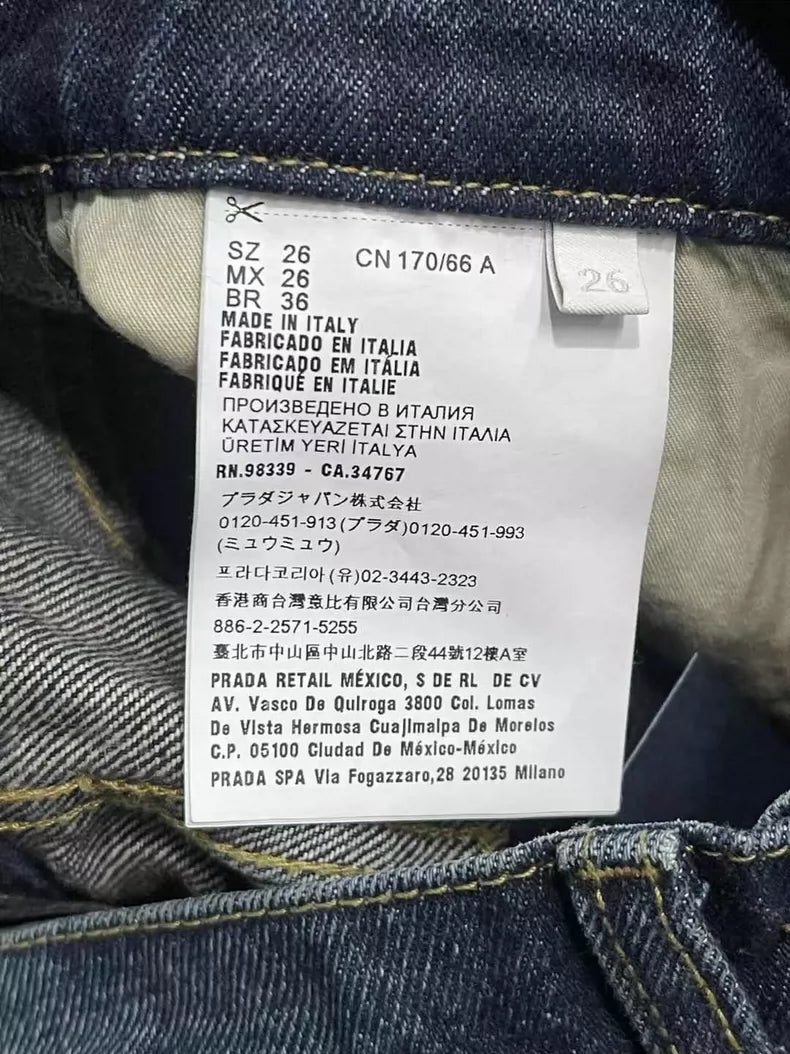 SZ 26 CN 170/66 A
26
MX 26
BR 36
MADE IN ITALY
FABRICADO EN ITALIA
FABRICADO EM ITÁLIA
FABRIQUÉ EN ITALIE
ПРОИЗВЕДЕНО В ИТАЛИЯ
ΚΑΤΑΣΚΕΥΑΖΕΤΑΙ ΣΤΗΝ ΙΤΑΛΙΑ
ÜRETİM YERİ İTALYA
RN.98339 - CA.34767
プラダジャパン株式会社
0120-451-913(プラダ)0120-451-993
(ミュウミュウ)
프라다코리아(유)02-3443-2323
香港商台灣意比有限公司台灣分公司
886-2-2571-5255
臺北市中山區中山北路二段44號12樓A室
PRADA RETAIL MÉXICO, S DE RL DE CV
AV. Vasco De Quiroga 3800 Col. Lomas
De Vista Hermosa Cuajimalpa De Morelos
C.P. 05100 Ciudad De México-México
PRADA SPA Via Fogazzaro,28 20135 Milano